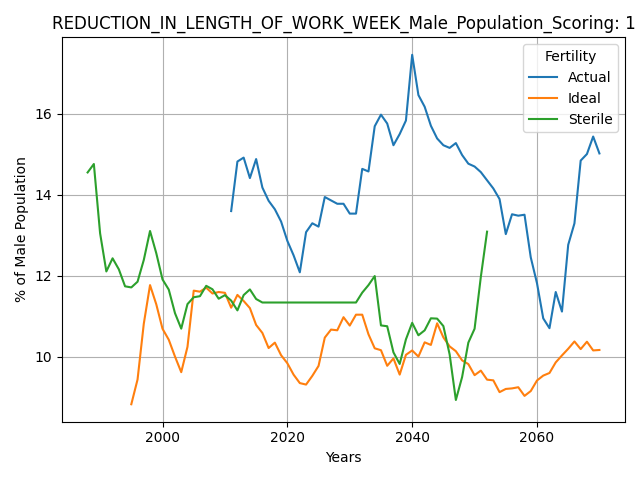 REDUCTION_IN_LENGTH_OF_WORK_WEEK_Male_Population_Scoring: 1
Fertility
Actual
Ideal
Sterile
% of Male Population
16
14
12
10
2000 2020 2040 2060
Years